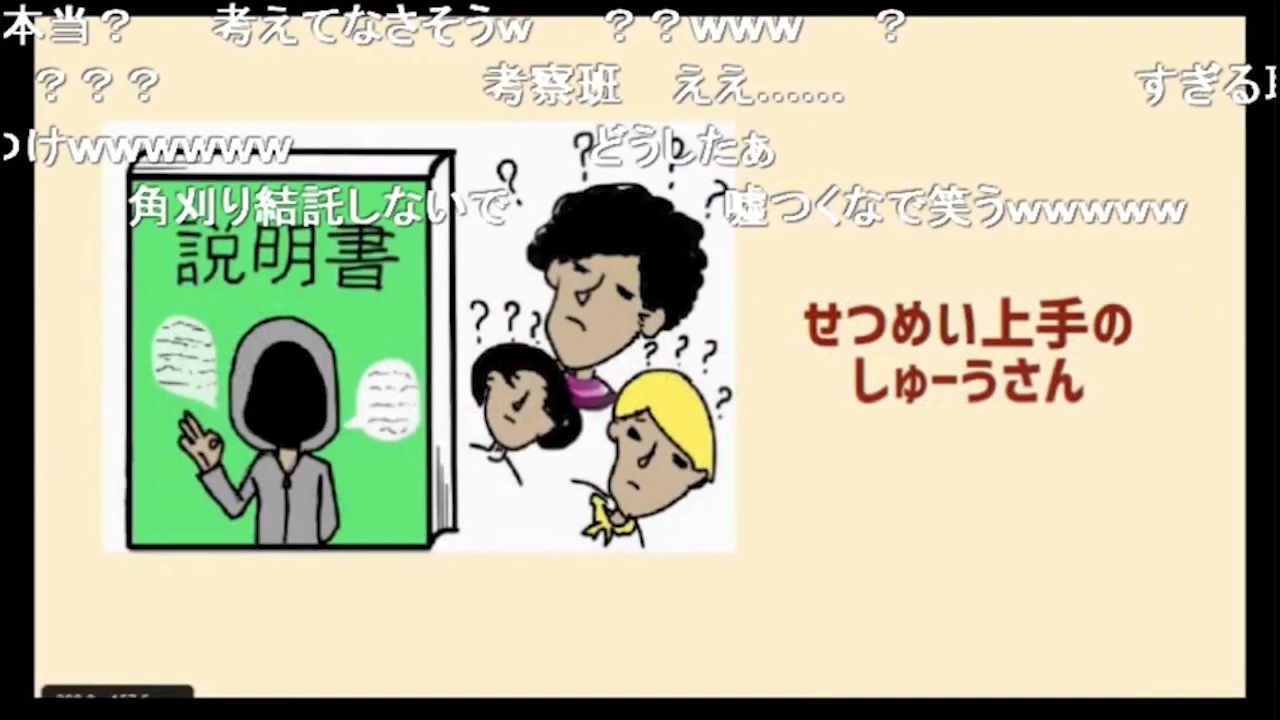 本当?
考えてなさそうw
??www
?
???
考察班
ええ……
すぎる
つけwwwwwww
どうしたぁ
角刈り結託しないで
嘘つくなで笑うwwwww
説明書
? ? ? ?
? ? ?
? ? ?
?
せつめい上手の
しゅーうさん